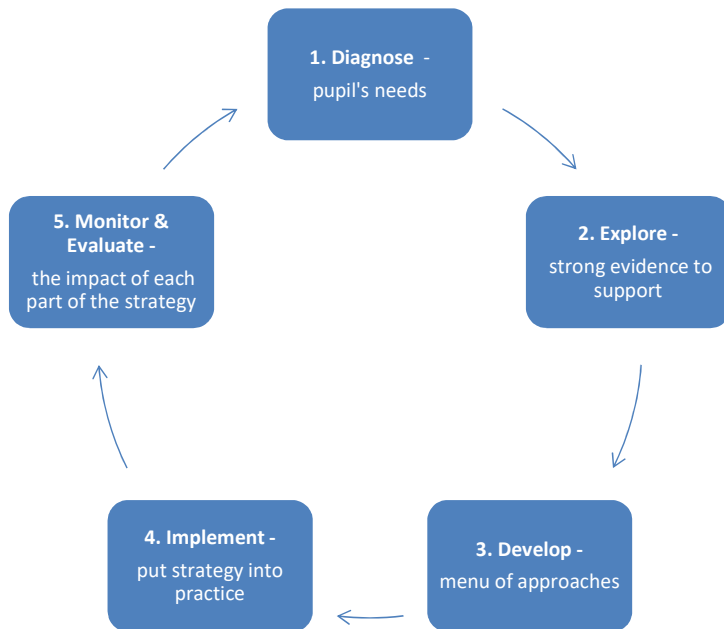 1. Diagnose -
pupil's needs
2. Explore -
strong evidence to
support
3. Develop -
menu of approaches
4. Implement -
put strategy into
practice
5. Monitor &
Evaluate -
the impact of each
part of the strategy